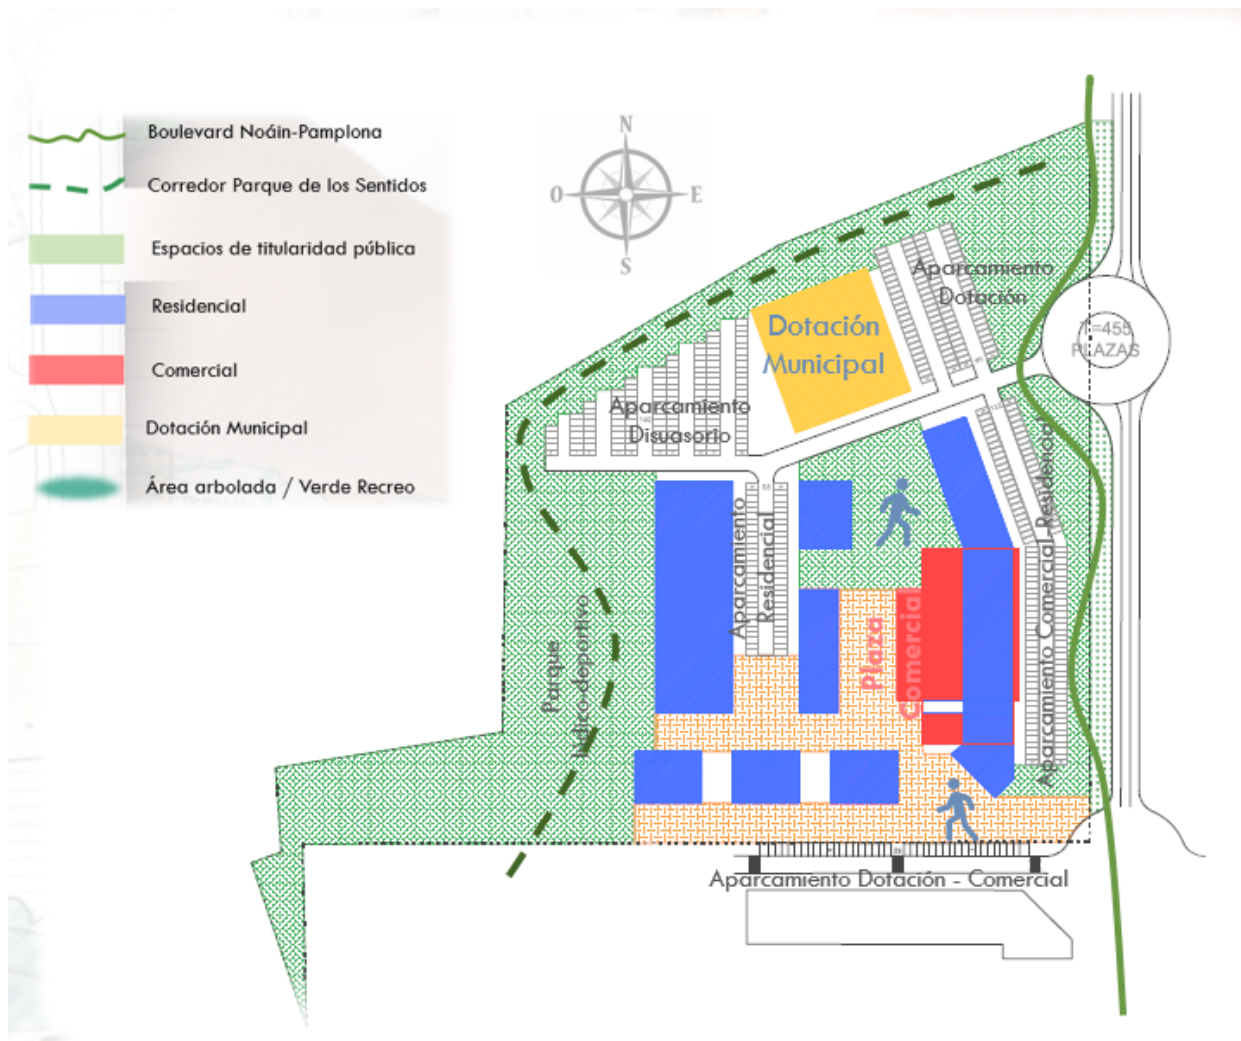 Boulevard Noáin-Pamplona
Corredor Parque de los Sentidos
Espacios de titularidad pública
Residencial
Comercial
Dotación Municipal
Área arbolada / Verde Recreo
N
O
E
S
Aparcamiento
Dotación
Dotación
Municipal
=455
PLAZAS
Aparcamiento
Disuasorio
Aparcamiento
Residencial
Aparcamiento Comercial-Residencial
Plaza
Comercial
Parque
lúdico-deportivo
Aparcamiento Dotación - Comercial